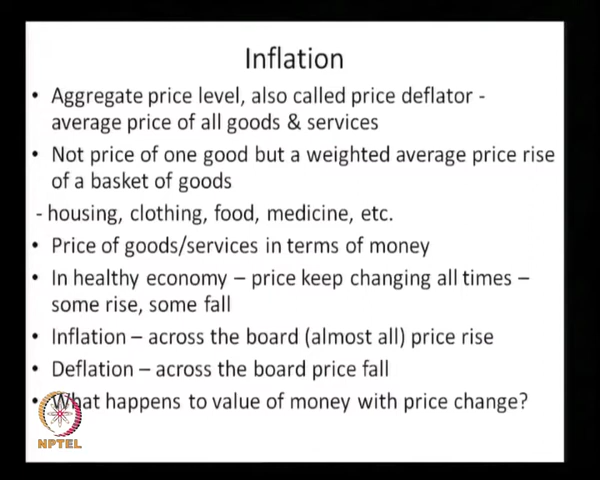 Inflation
• Aggregate price level, also called price deflator -
average price of all goods & services
• Not price of one good but a weighted average price rise
of a basket of goods
- housing, clothing, food, medicine, etc.
• Price of goods/services in terms of money
• In healthy economy – price keep changing all times –
some rise, some fall
• Inflation – across the board (almost all) price rise
• Deflation – across the board price fall
• What happens to value of money with price change?
NPTEL